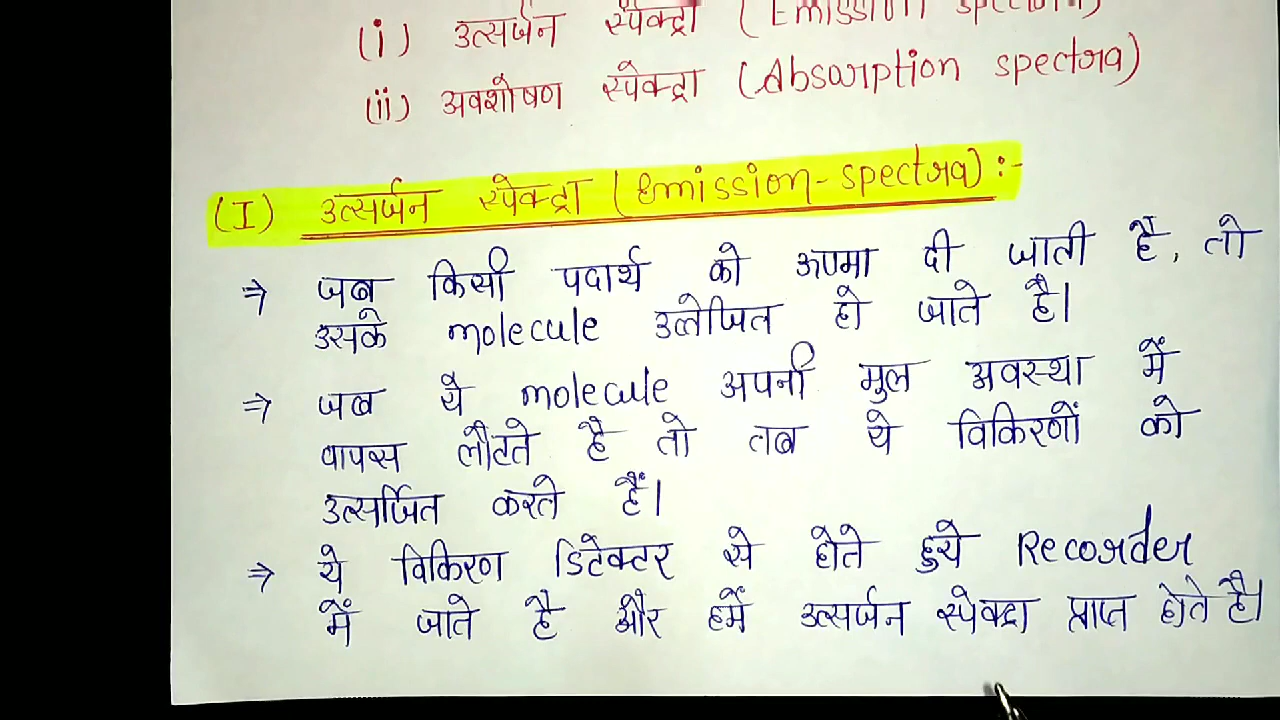 (i) उत्सर्जन स्पेक्ट्रा (Emission spectra)
(ii) अवशोषण स्पेक्ट्रा (Absorption spectra)
(I) उत्सर्जन स्पेक्ट्रा (Emission-spectra):-
⇒ जब किसी पदार्थ को ऊष्मा दी जाती है, तो
उसके molecule उत्तेजित हो जाते है।
⇒ जब ये molecule अपनी मुल अवस्था में
वापस लौटते है तो तब ये विकिरणों को
उत्सर्जित करते हैं।
⇒ ये विकिरण डिटेक्टर से होते हुये Recorder
में जाते है और हमें उत्सर्जन स्पेक्ट्रा प्राप्त होते है।